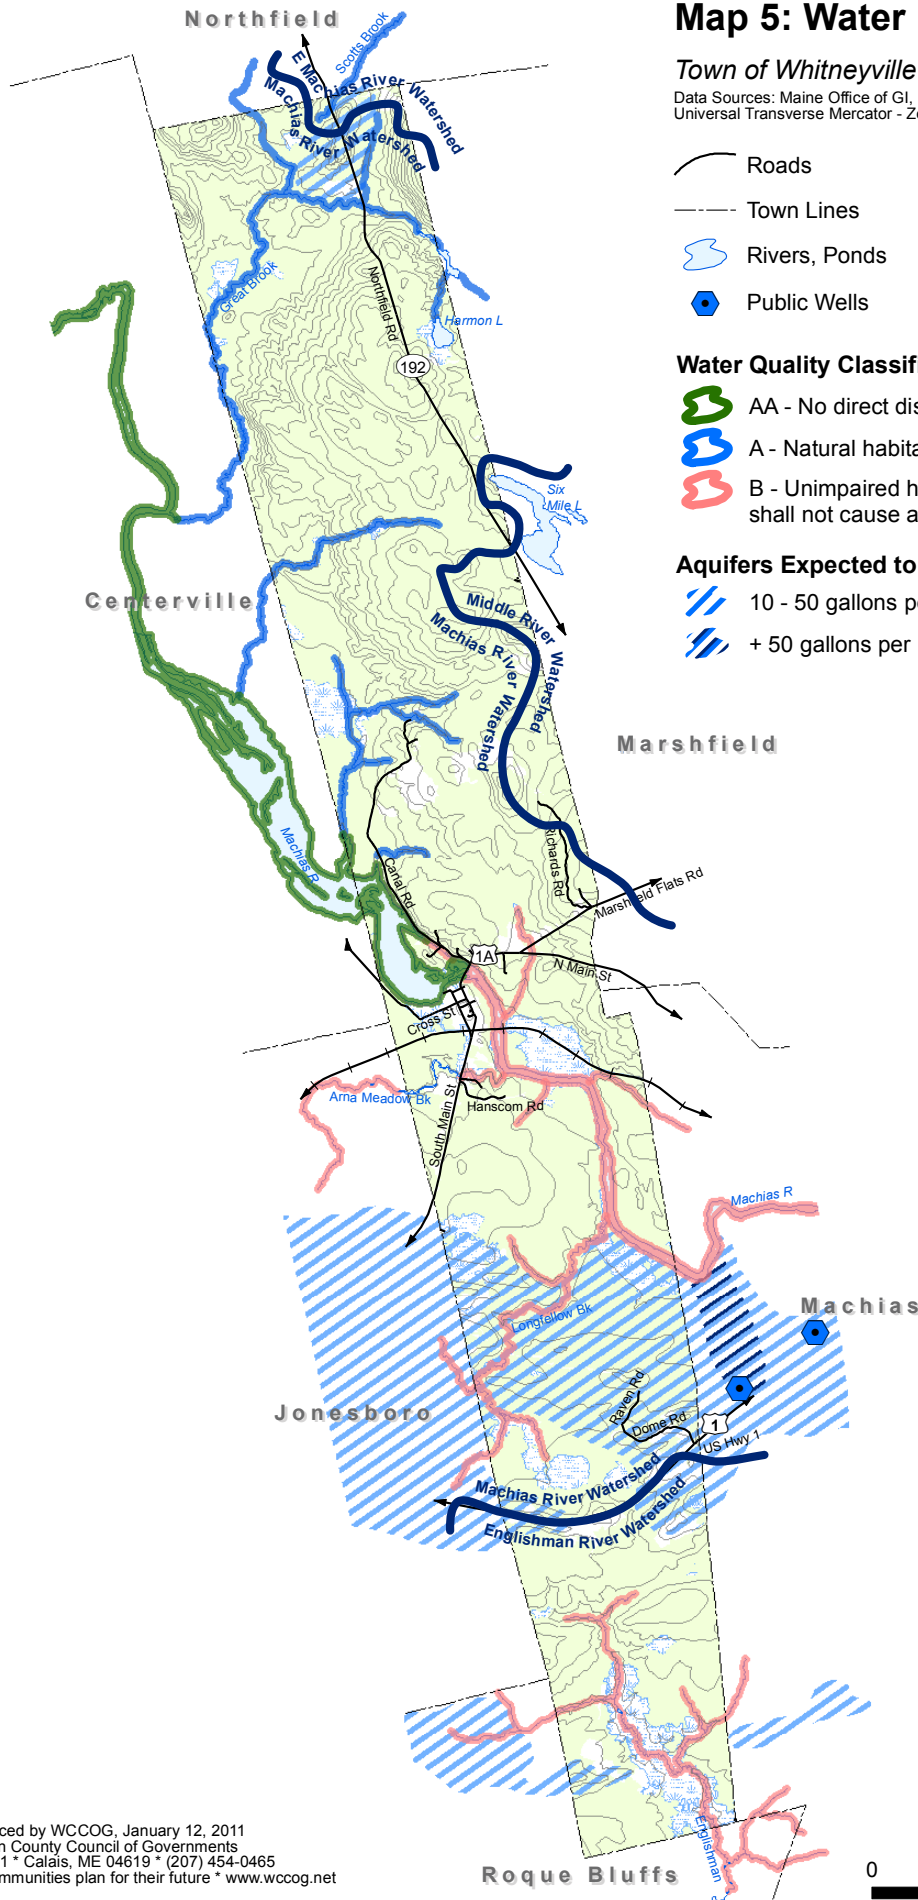 Map 5: Water
Town of Whitneyville
Data Sources: Maine Office of GI,
Universal Transverse Mercator - Z
Roads
Town Lines
Rivers, Ponds
Public Wells
Water Quality Classif
AA - No direct dis
A - Natural habita
B - Unimpaired h
shall not cause a
Aquifers Expected to
10 - 50 gallons p
+ 50 gallons per
Northfield
Scotts Brook
E Machias River Watershed
Machias River Watershed
Great Brook
Northfield Rd
Harmon L
192
Six
Mile L
Centerville
Middle River Watershed
Machias River Watershed
Marshfield
Machias R
Canal Rd
Richards Rd
Marshfield Flats Rd
1A
N Main St
Cross St
Arna Meadow Bk
Hanscom Rd
South Main St
Machias R
Machias
Longfellow Bk
Jonesboro
Raven Rd
Dome Rd
1
US Hwy 1
Machias River Watershed
Englishman River Watershed
Englishman
Roque Bluffs
ced by WCCOG, January 12, 2011
n County Council of Governments
1 * Calais, ME 04619 * (207) 454-0465
mmunities plan for their future * www.wccog.net
0